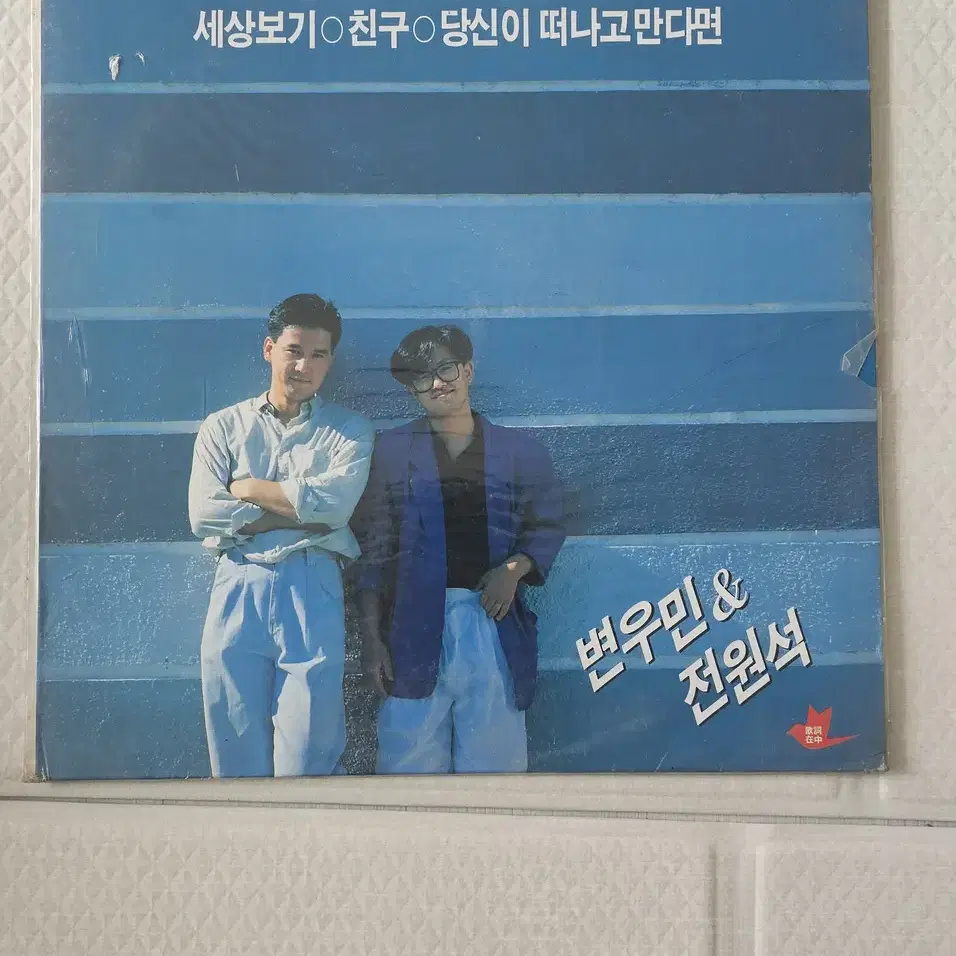 세상보기○친구○당신이 떠나고만다면
변우민&
전원석
歌詞
在中